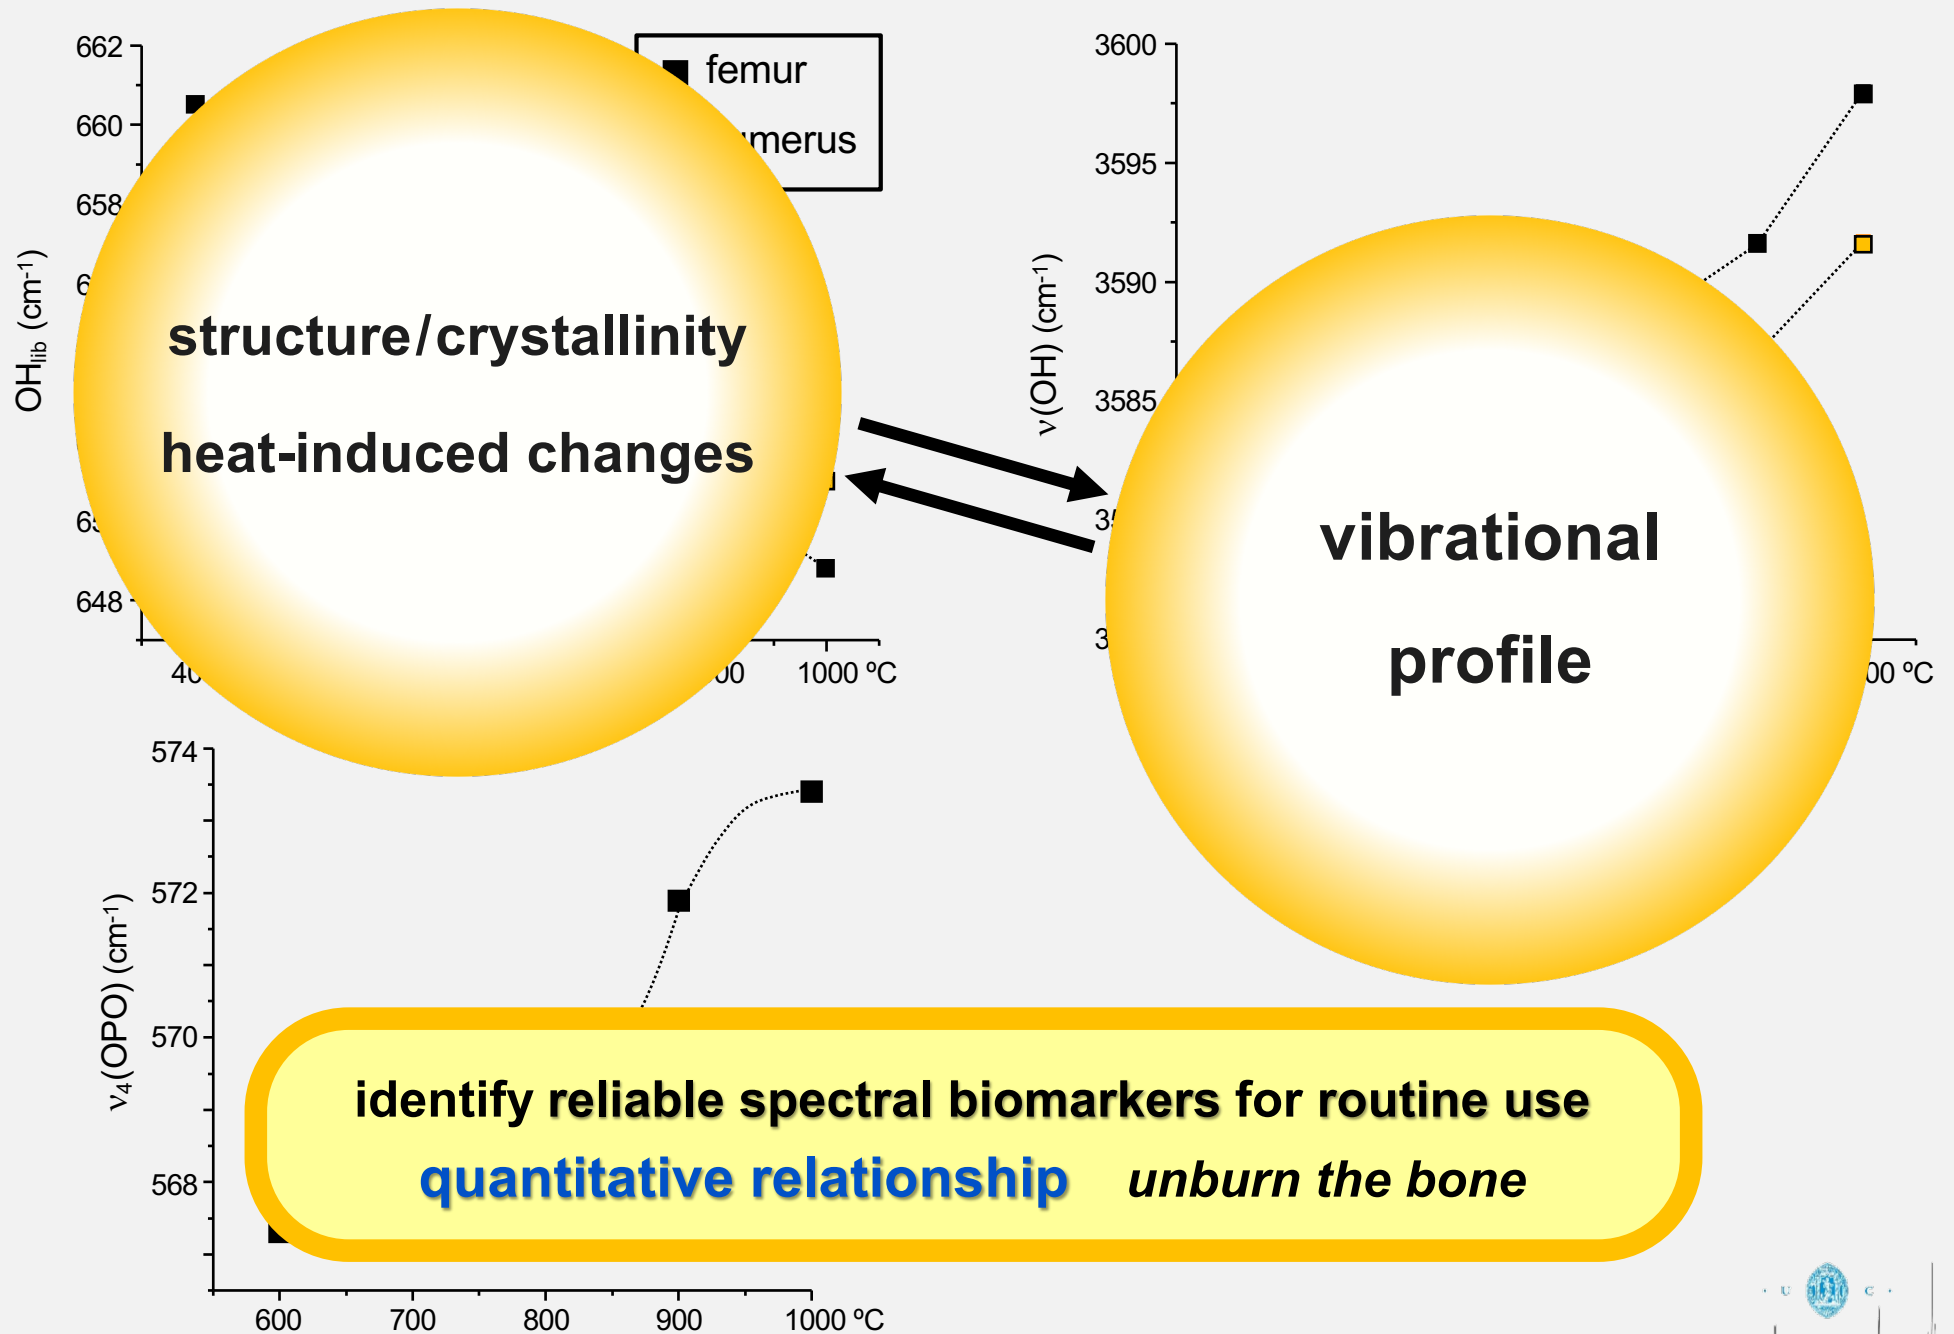 662
660
658
648
OHlib (cm-1)
femur
merus
1000 ºC
structure/crystallinity
heat-induced changes
3600
3595
3590
3585
ν(OH) (cm-1)
00 ºC
vibrational
profile
574
572
570
568
ν4(OPO) (cm-1)
600 700 800 900 1000 ºC
identify reliable spectral biomarkers for routine use
quantitative relationship unburn the bone
· U C ·